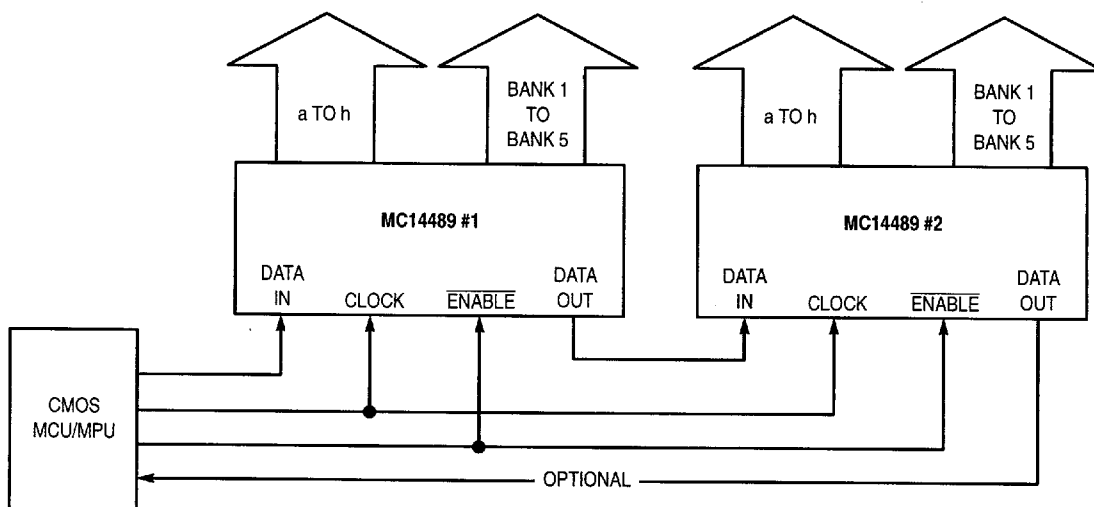 a TO h
BANK 1
TO
BANK 5
a TO h
BANK 1
TO
BANK 5
MC14489 #1
DATA
IN
CLOCK
ENABLE
DATA
OUT
MC14489 #2
DATA
IN
CLOCK
ENABLE
DATA
OUT
CMOS
MCU/MPU
OPTIONAL